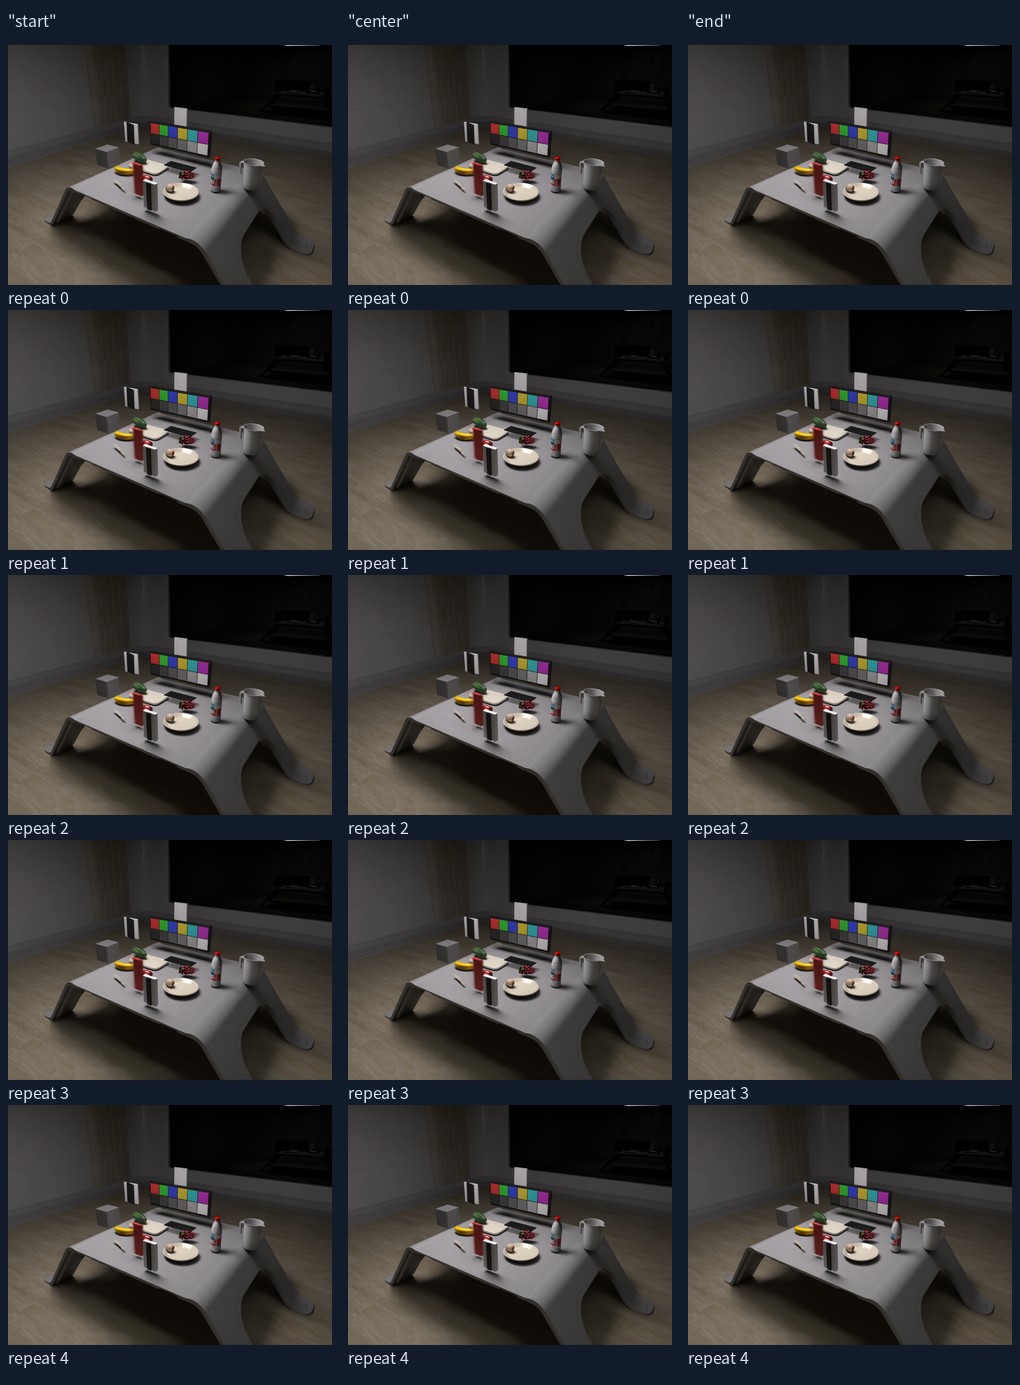 "start" "center" "end"
repeat 0 repeat 0 repeat 0
repeat 1 repeat 1 repeat 1
repeat 2 repeat 2 repeat 2
repeat 3 repeat 3 repeat 3
repeat 4 repeat 4 repeat 4